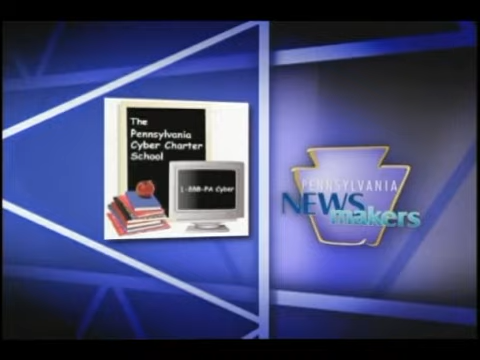 The
Pennsylvania
Cyber Charter
School
1-888-PA Cyber
PENNSYLVANIA
NEWS
makers